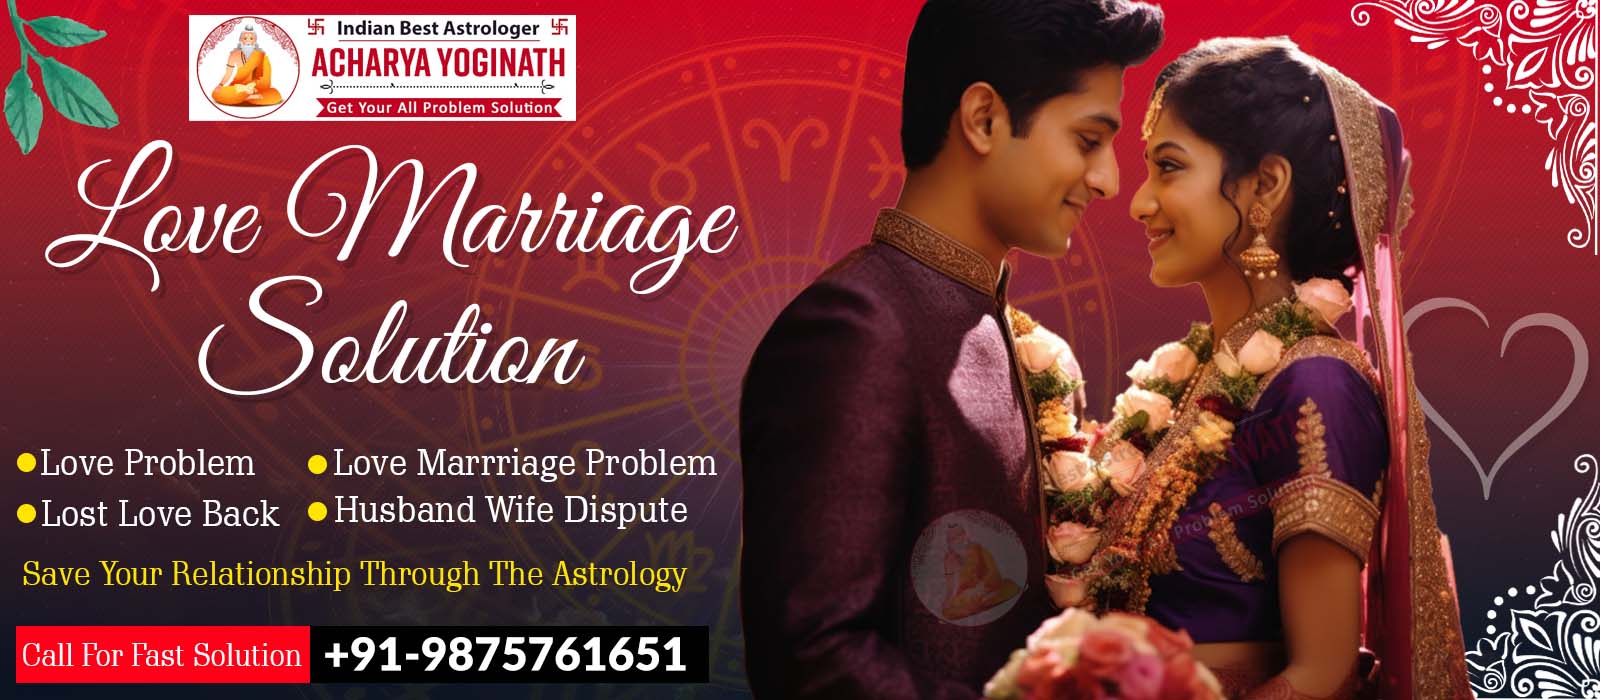 Indian Best Astrologer
ACHARYA YOGINATH
Get Your All Problem Solution
Love Marriage
Solution
Love Problem
Love Marrriage Problem
Lost Love Back
Husband Wife Dispute
Save Your Relationship Through The Astrology
Call For Fast Solution +91-9875761651